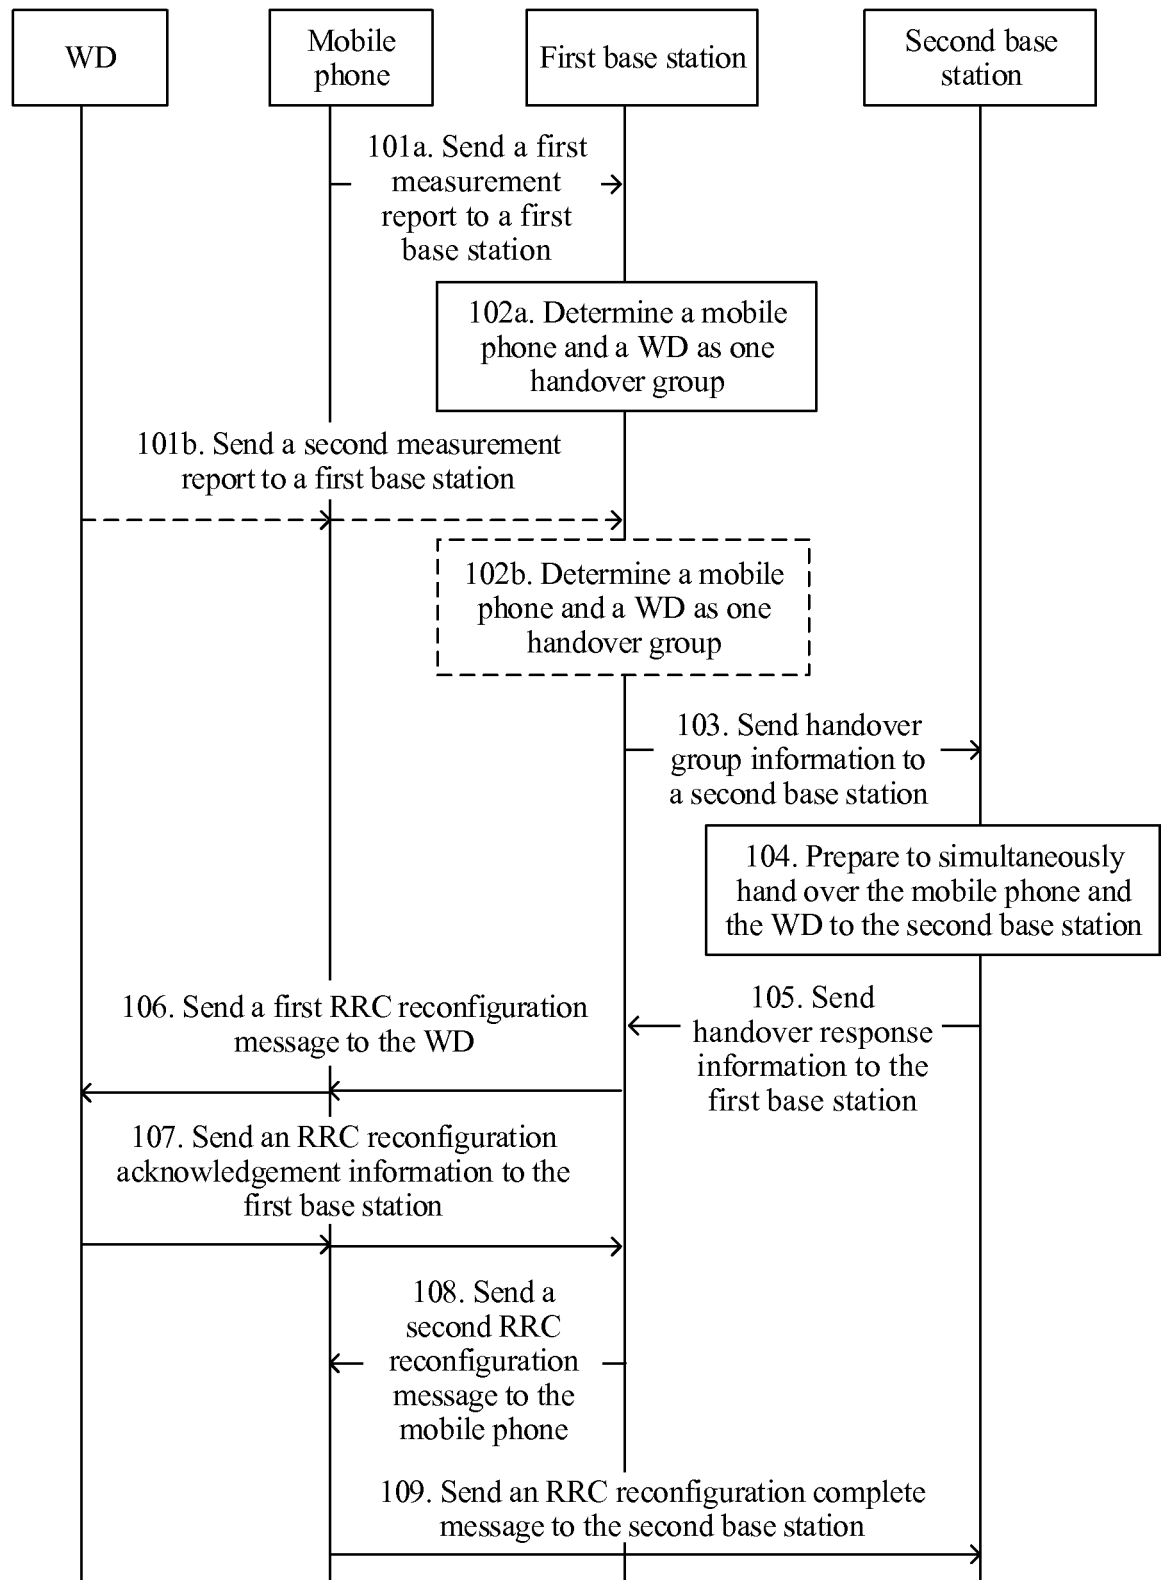 WD
Mobile
phone
First base station
Second base
station
101a. Send a first
measurement
report to a first
base station
102a. Determine a mobile
phone and a WD as one
handover group
101b. Send a second measurement
report to a first base station
102b. Determine a mobile
phone and a WD as one
handover group
103. Send handover
group information to
a second base station
104. Prepare to simultaneously
hand over the mobile phone and
the WD to the second base station
105. Send
handover response
information to the
first base station
106. Send a first RRC reconfiguration
message to the WD
107. Send an RRC reconfiguration
acknowledgement information to the
first base station
108. Send a
second RRC
reconfiguration
message to the
mobile phone
109. Send an RRC reconfiguration complete
message to the second base station